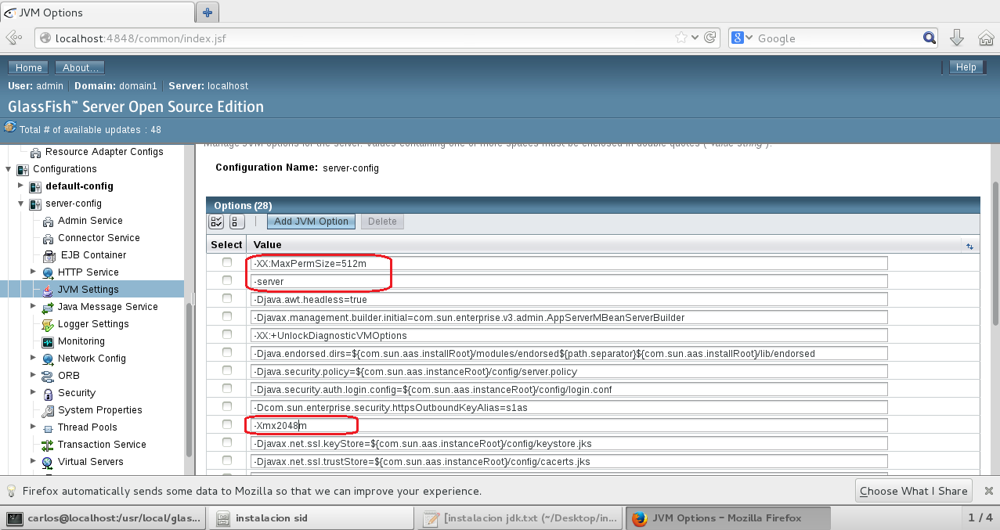 JVM Options
localhost:4848/common/index.jsf
Google
Home
About...
Help
User: admin
Domain: domain1
Server: localhost
GlassFish™ Server Open Source Edition
Total # of available updates : 48
Resource Adapter Configs
Configurations
default-config
server-config
Admin Service
Connector Service
EJB Container
HTTP Service
JVM Settings
Java Message Service
Logger Settings
Monitoring
Network Config
ORB
Security
System Properties
Thread Pools
Transaction Service
Virtual Servers
Manage JVM options for the server. Values containing one or more spaces must be enclosed in double quotes ("value string").
Configuration Name: server-config
Options (28)
Add JVM Option
Delete
Select
Value
-XX:MaxPermSize=512m
-server
-Djava.awt.headless=true
-Djavax.management.builder.initial=com.sun.enterprise.v3.admin.AppServerMBeanServerBuilder
-XX:+UnlockDiagnosticVMOptions
-Djava.endorsed.dirs=${com.sun.aas.installRoot}/modules/endorsed${path.separator}${com.sun.aas.installRoot}/lib/endorsed
-Djava.security.policy=${com.sun.aas.instanceRoot}/config/server.policy
-Djava.security.auth.login.config=${com.sun.aas.instanceRoot}/config/login.conf
-Dcom.sun.enterprise.security.httpsOutboundKeyAlias=s1as
-Xmx2048m
-Djavax.net.ssl.keyStore=${com.sun.aas.instanceRoot}/config/keystore.jks
-Djavax.net.ssl.trustStore=${com.sun.aas.instanceRoot}/config/cacerts.jks
Firefox automatically sends some data to Mozilla so that we can improve your experience.
Choose What I Share
carlos@localhost:/usr/local/glas...
instalacion sid
[instalacion jdk.txt (~/Desktop/in...
JVM Options - Mozilla Firefox
1 / 4